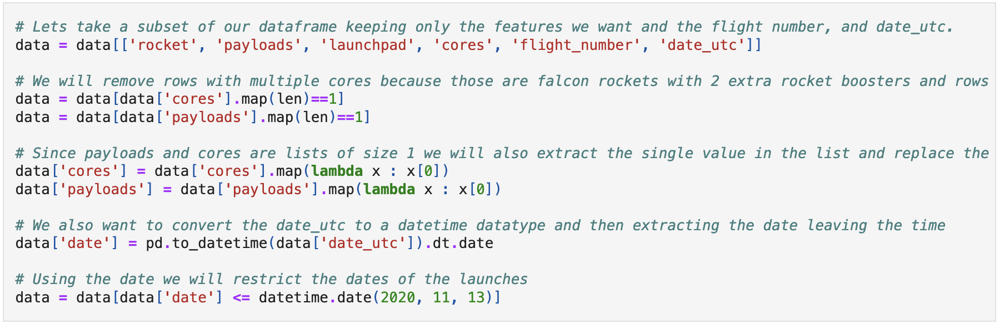 # Lets take a subset of our dataframe keeping only the features we want and the flight number, and date_utc.
data = data[['rocket', 'payloads', 'launchpad', 'cores', 'flight_number', 'date_utc']]
# We will remove rows with multiple cores because those are falcon rockets with 2 extra rocket boosters and rows
data = data[data['cores'].map(len)==1]
data = data[data['payloads'].map(len)==1]
# Since payloads and cores are lists of size 1 we will also extract the single value in the list and replace the
data['cores'] = data['cores'].map(lambda x : x[0])
data['payloads'] = data['payloads'].map(lambda x : x[0])
# We also want to convert the date_utc to a datetime datatype and then extracting the date leaving the time
data['date'] = pd.to_datetime(data['date_utc']).dt.date
# Using the date we will restrict the dates of the launches
data = data[data['date'] <= datetime.date(2020, 11, 13)]